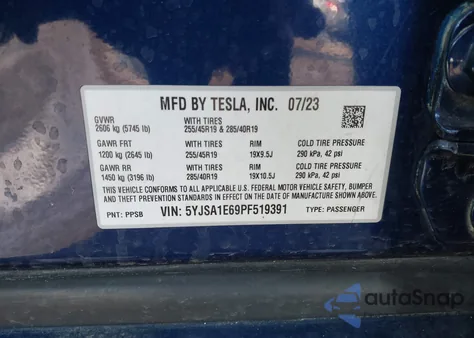 MFD BY TESLA, INC. 07/23
GVWR WITH TIRES
2606 kg (5745 lb) 255/45R19 & 285/40R19
GAWR FRT WITH TIRES RIM COLD TIRE PRESSURE
1200 kg (2645 lb) 255/45R19 19X9.5J 290 kPa, 42 psi
GAWR RR WITH TIRES RIM COLD TIRE PRESSURE
1450 kg (3196 lb) 285/40R19 19X10.5J 290 kPa, 42 psi
THIS VEHICLE CONFORMS TO ALL APPLICABLE U.S. FEDERAL MOTOR VEHICLE SAFETY, BUMPER
AND THEFT-PREVENTION STANDARDS IN EFFECT ON THE DATE OF MANUFACTURE SHOWN ABOVE.
PNT: PPSB VIN: 5YJSA1E69PF519391 TYPE: PASSENGER
autoSnap